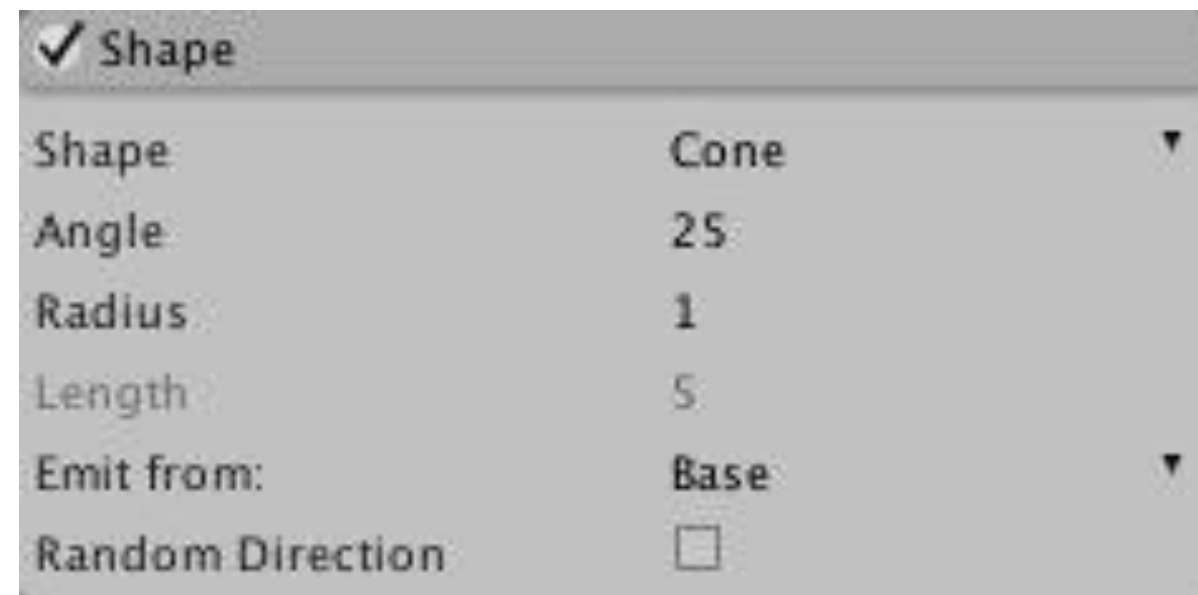 Shape
Shape Cone
Angle 25
Radius 1
Length 5
Emit from: Base
Random Direction